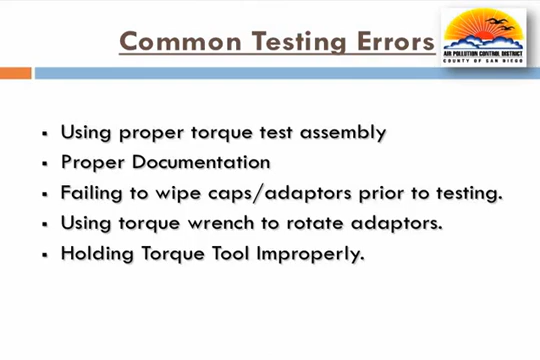 Common Testing Errors
AIR POLLUTION CONTROL DISTRICT
COUNTY OF SAN DIEGO
Using proper torque test assembly
Proper Documentation
Failing to wipe caps/adaptors prior to testing.
Using torque wrench to rotate adaptors.
Holding Torque Tool Improperly.